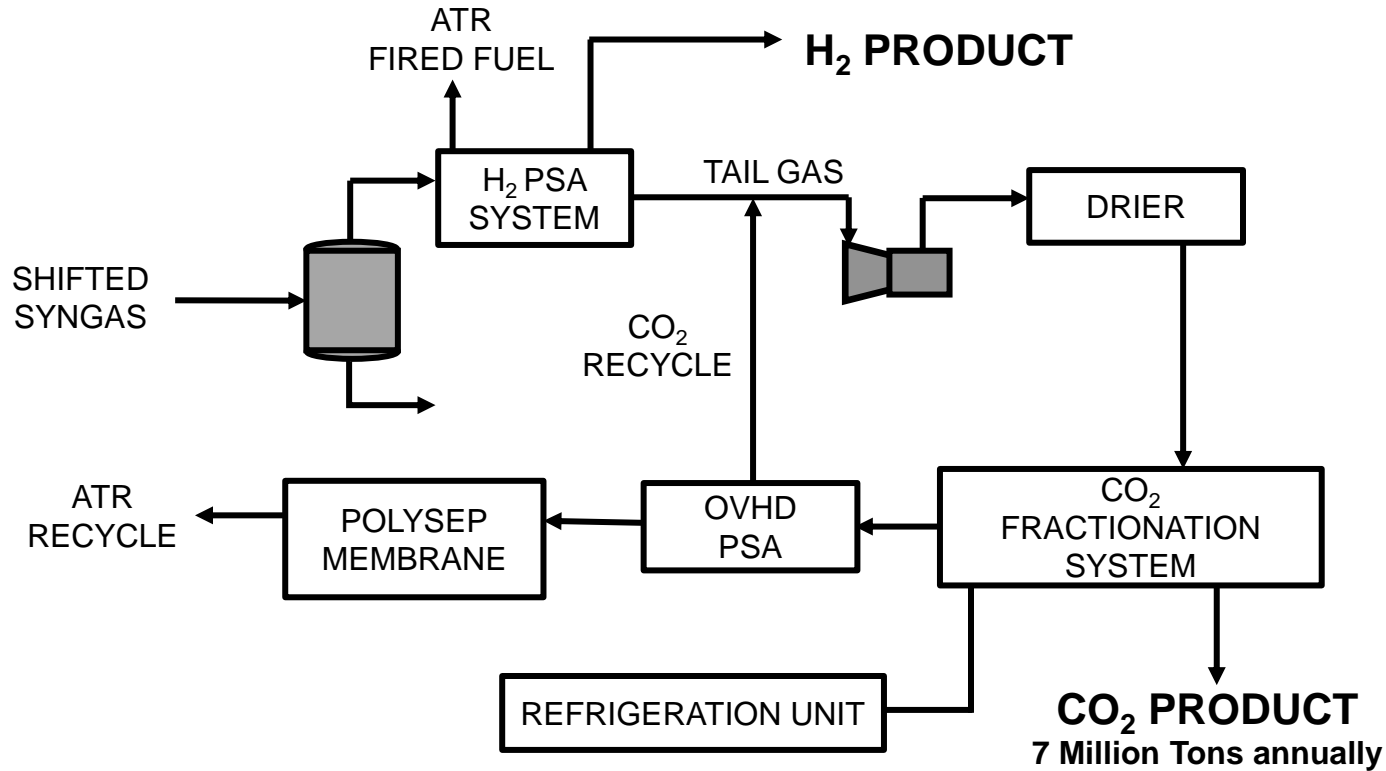 ATR
FIRED FUEL
H₂ PRODUCT
H₂ PSA
SYSTEM
TAIL GAS
DRIER
SHIFTED
SYNGAS
CO₂
RECYCLE
ATR
RECYCLE
POLYSEP
MEMBRANE
OVHD
PSA
CO₂
FRACTIONATION
SYSTEM
REFRIGERATION UNIT
CO₂ PRODUCT
7 Million Tons annually